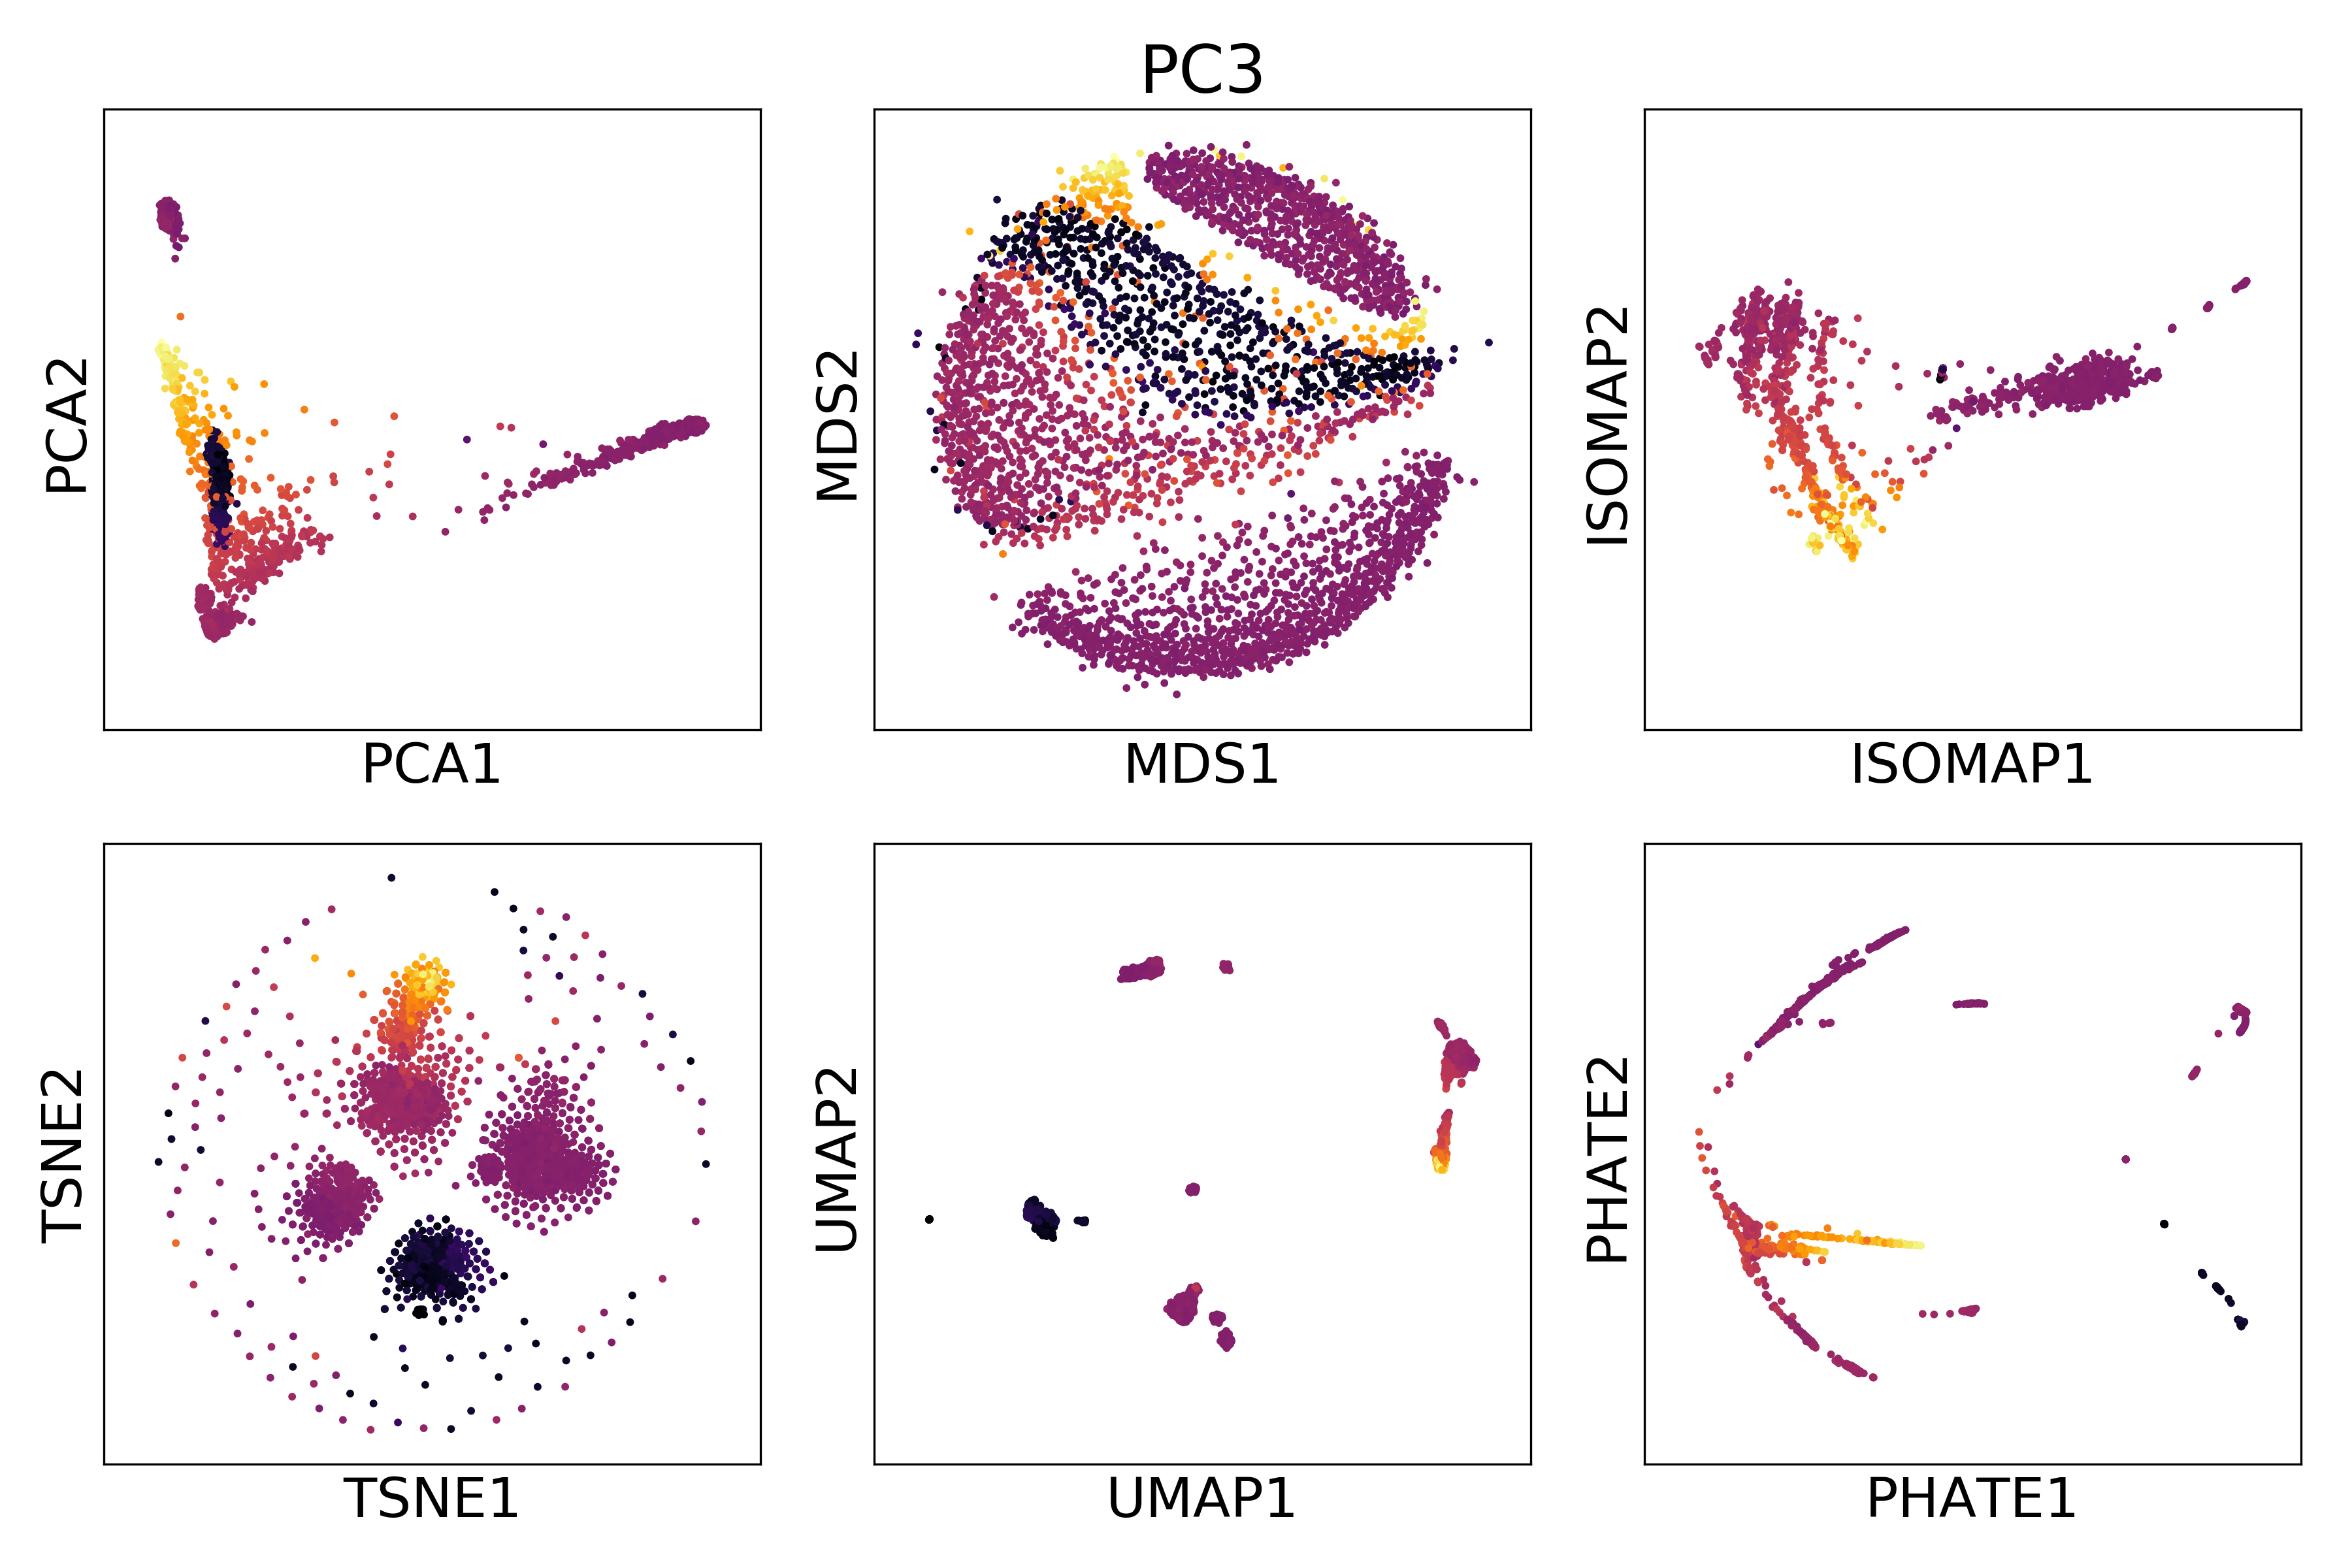 PC3
PCA2
PCA1
MDS2
MDS1
ISOMAP2
ISOMAP1
TSNE2
TSNE1
UMAP2
UMAP1
PHATE2
PHATE1